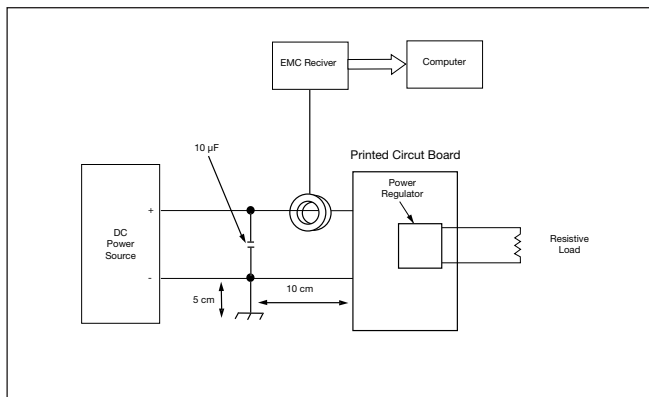 EMC Reciver
Computer
10 µF
Printed Circut Board
Power
Regulator
+
DC
Power
Source
-
Resistive
Load
10 cm
5 cm